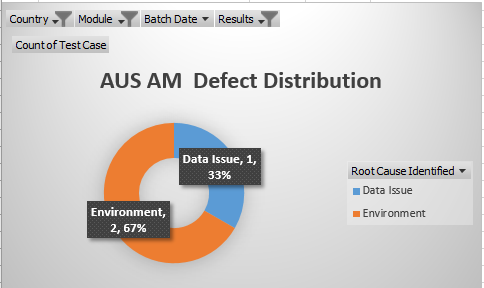 Country Module Batch Date Results
Count of Test Case
AUS AM  Defect Distribution
Data Issue, 1,
33%
Environment,
2, 67%
Root Cause Identified
Data Issue
Environment